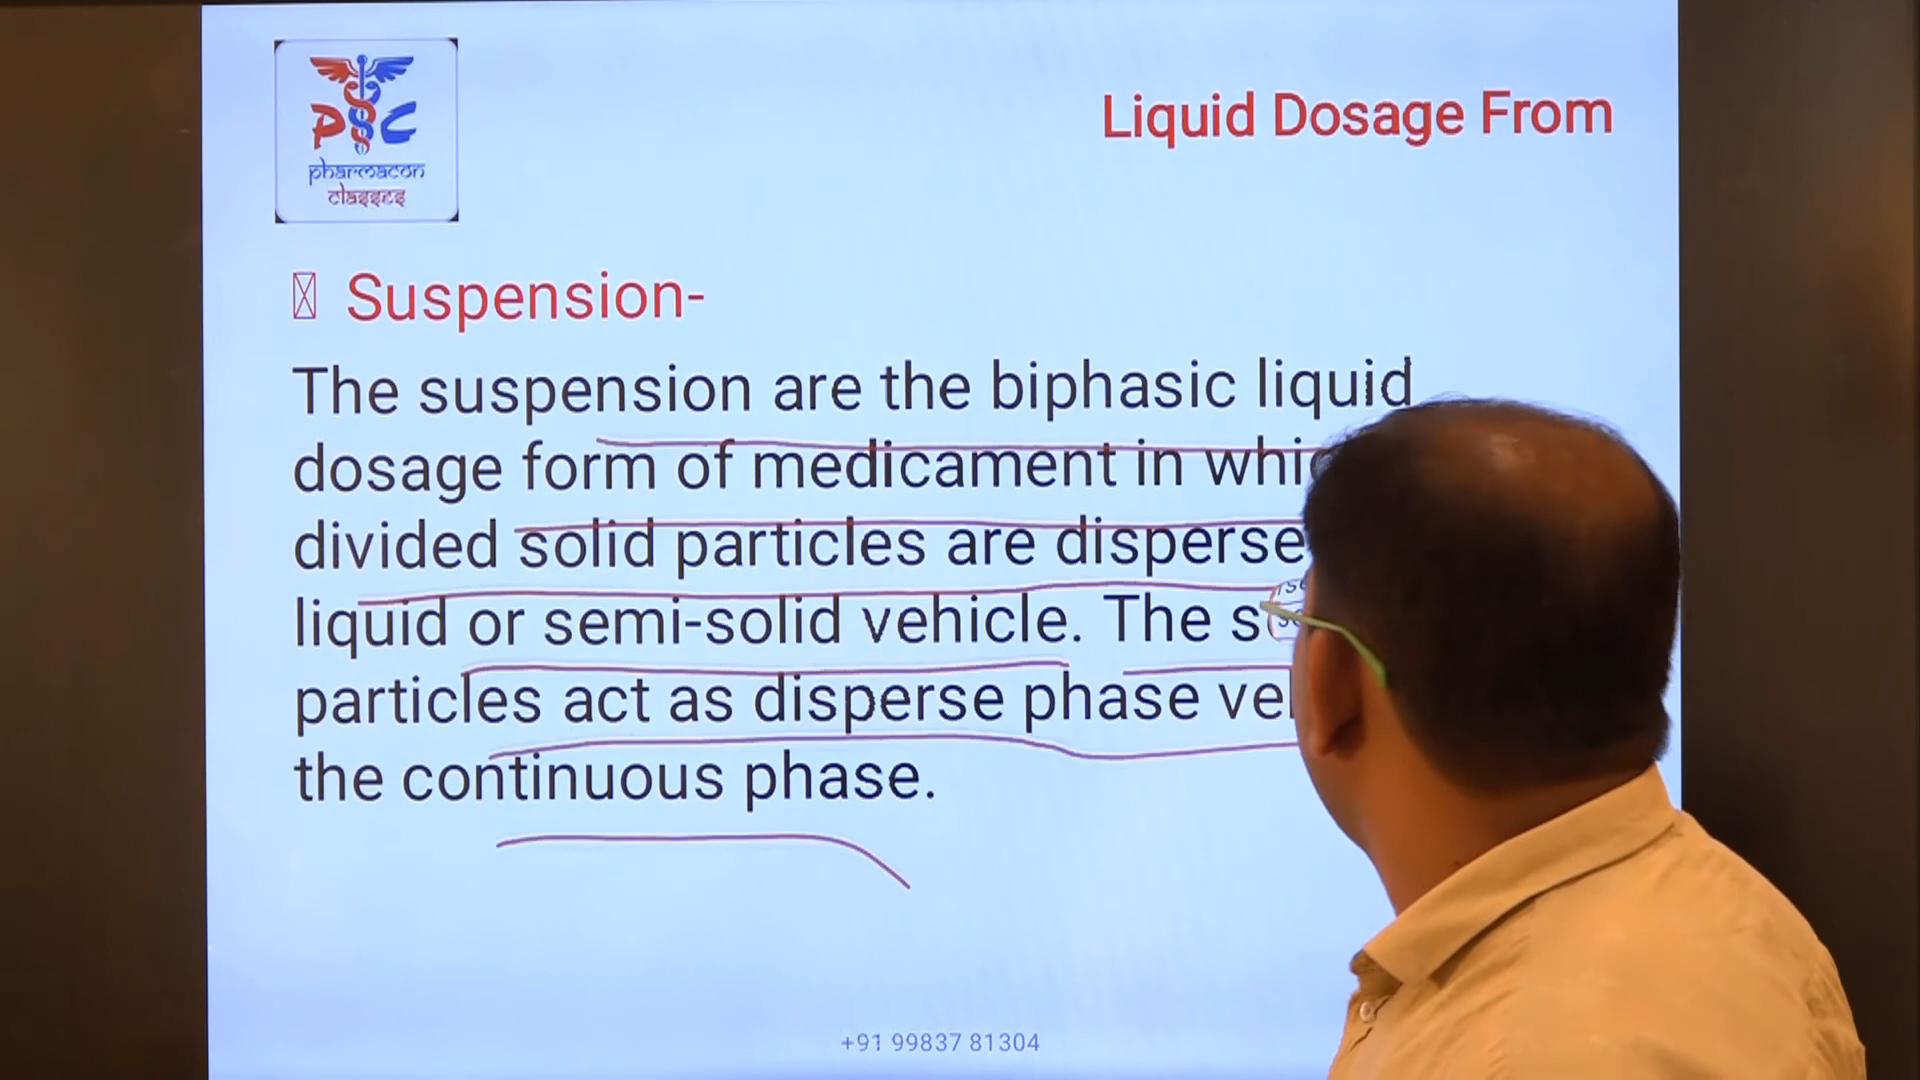 PC
pharmacon
classes
Liquid Dosage From
Suspension-
The suspension are the biphasic liquid
dosage form of medicament in
divided solid particles are
liquid or semi-solid vehicle. The
particles act as disperse phase
the continuous phase.
+91 99837 81304